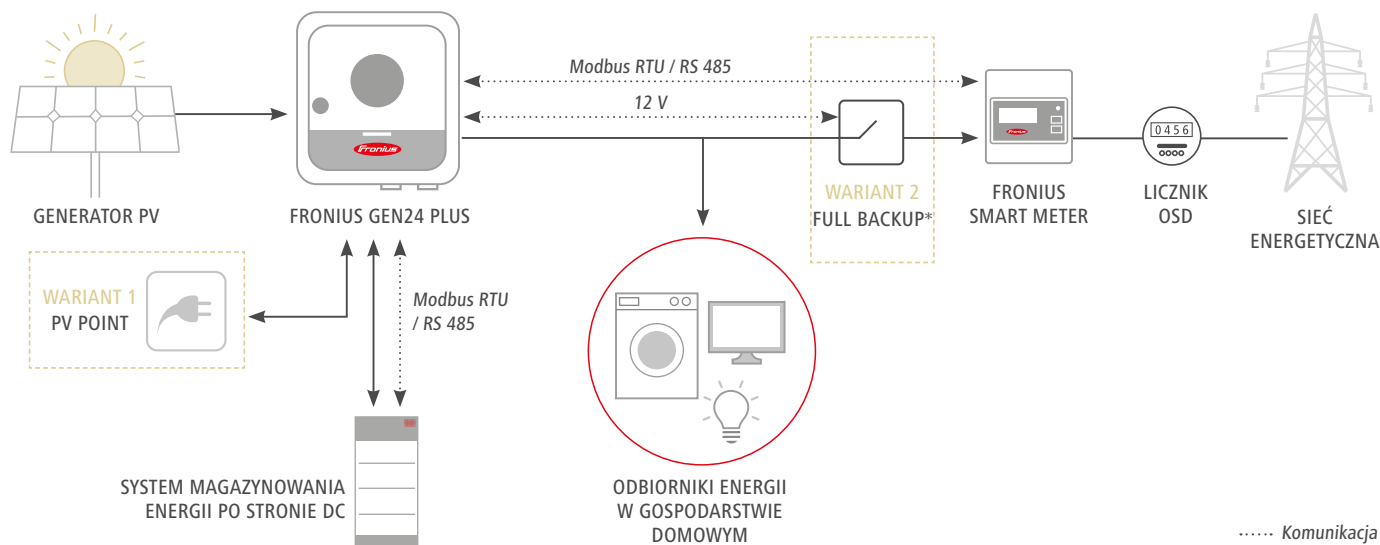 Modbus RTU / RS 485
12 V
Fronius
Fronius
0456
GENERATOR PV
FRONIUS GEN24 PLUS
WARIANT 2
FULL BACKUP*
FRONIUS
SMART METER
LICZNIK
OSD
SIEĆ
ENERGETYCZNA
WARIANT 1
PV POINT
Modbus RTU
/ RS 485
SYSTEM MAGAZYNOWANIA
ENERGII PO STRONIE DC
ODBIORNIKI ENERGII
W GOSPODARSTWIE
DOMOWYM
Komunikacja